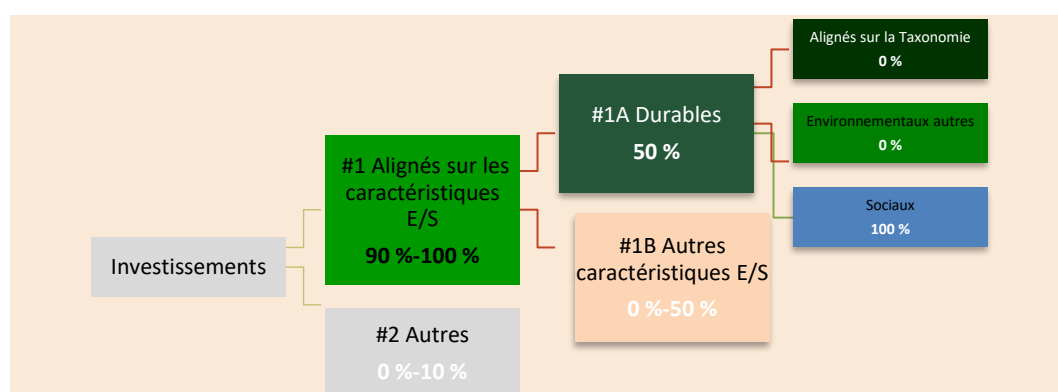 Investissements
#1 Alignés sur les
caractéristiques
E/S
90 %-100 %
#2 Autres
0 %-10 %
#1A Durables
50 %
#1B Autres
caractéristiques E/S
0 %-50 %
Alignés sur la Taxonomie
0 %
Environnementaux autres
0 %
Sociaux
100 %